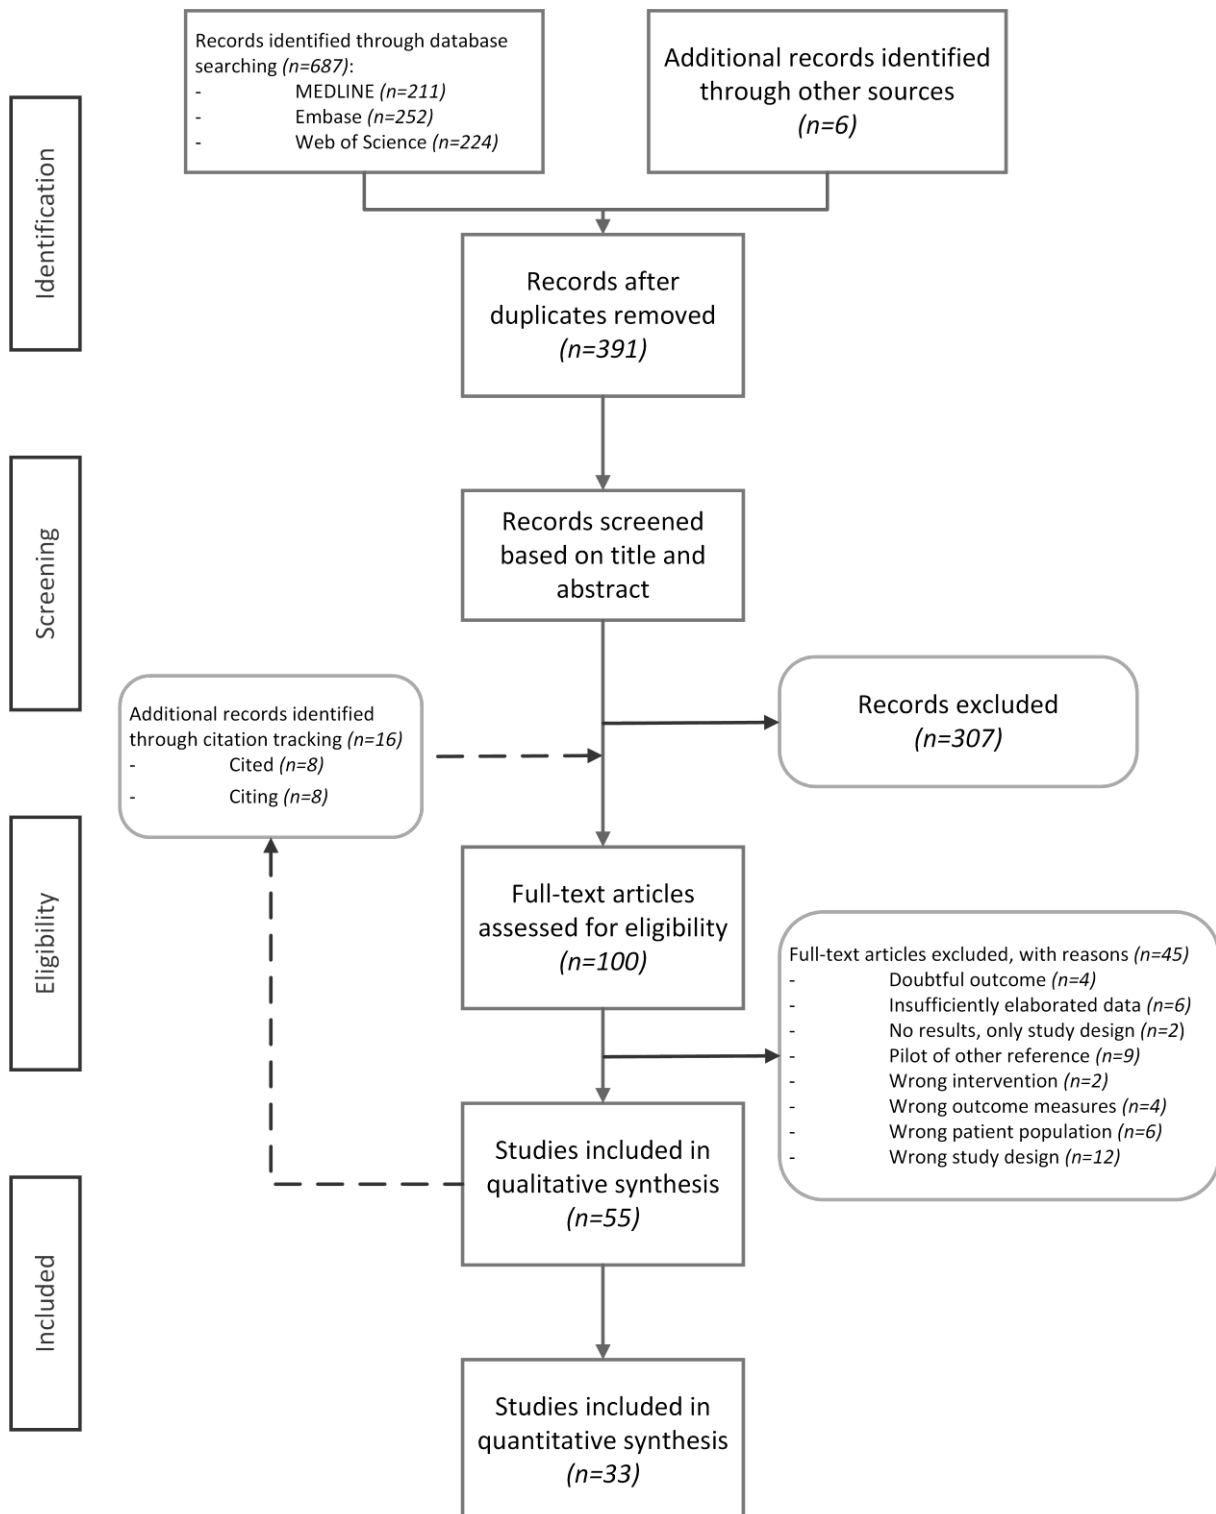 Records identified through database
searching (n=687):
- MEDLINE (n=211)
- Embase (n=252)
- Web of Science (n=224)
Additional records identified
through other sources
(n=6)
Identification
Records after
duplicates removed
(n=391)
Screening
Records screened
based on title and
abstract
Records excluded
(n=307)
Additional records identified
through citation tracking (n=16)
- Cited (n=8)
- Citing (n=8)
Eligibility
Full-text articles
assessed for eligibility
(n=100)
Full-text articles excluded, with reasons (n=45)
- Doubtful outcome (n=4)
- Insufficiently elaborated data (n=6)
- No results, only study design (n=2)
- Pilot of other reference (n=9)
- Wrong intervention (n=2)
- Wrong outcome measures (n=4)
- Wrong patient population (n=6)
- Wrong study design (n=12)
Studies included in
qualitative synthesis
(n=55)
Included
Studies included in
quantitative synthesis
(n=33)